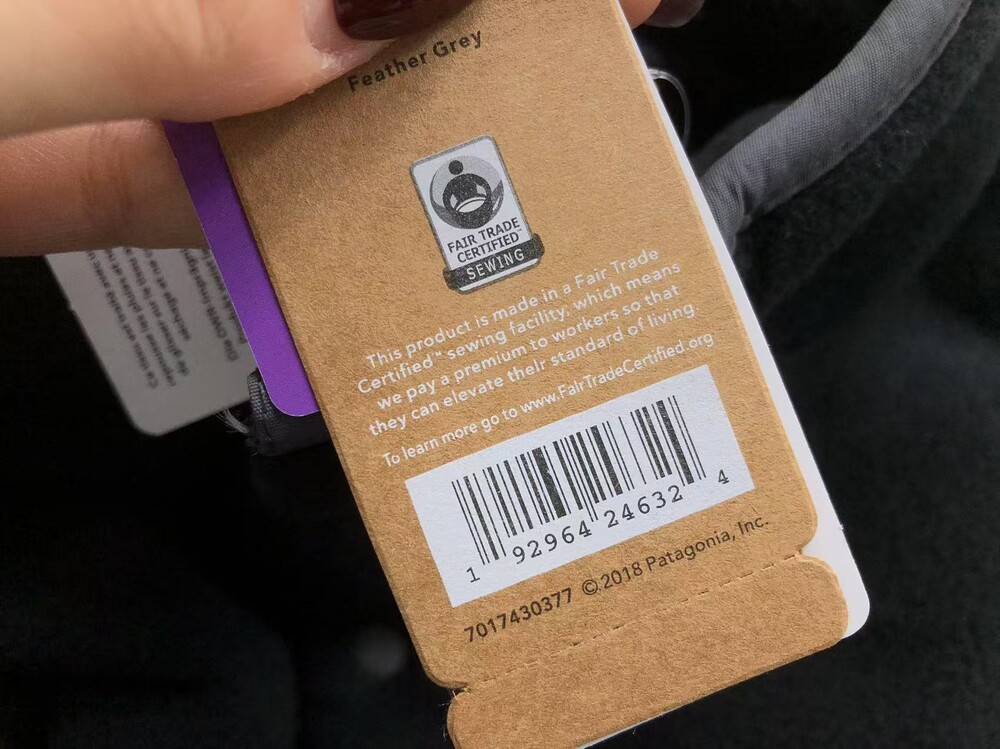 Feather Grey
FAIR TRADE
CERTIFIED™
SEWING
This product is made in a Fair Trade
Certified™ sewing facility, which means
we pay a premium to workers so that
they can elevate their standard of living.
To learn more go to www.FairTradeCertified.org
1 92964 24632 4
7017430377 ©2018 Patagonia, Inc.